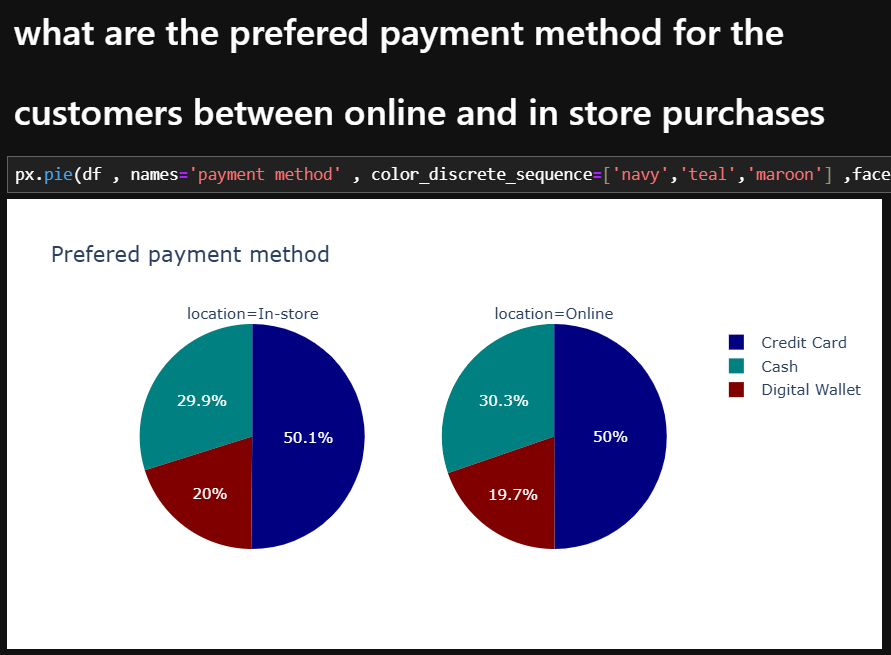 what are the prefered payment method for the
customers between online and in store purchases
px.pie(df , names='payment method' , color_discrete_sequence=['navy','teal','maroon'] ,face
Prefered payment method
location=In-store
location=Online
Credit Card
Cash
Digital Wallet
29.9%
50.1%
20%
30.3%
50%
19.7%